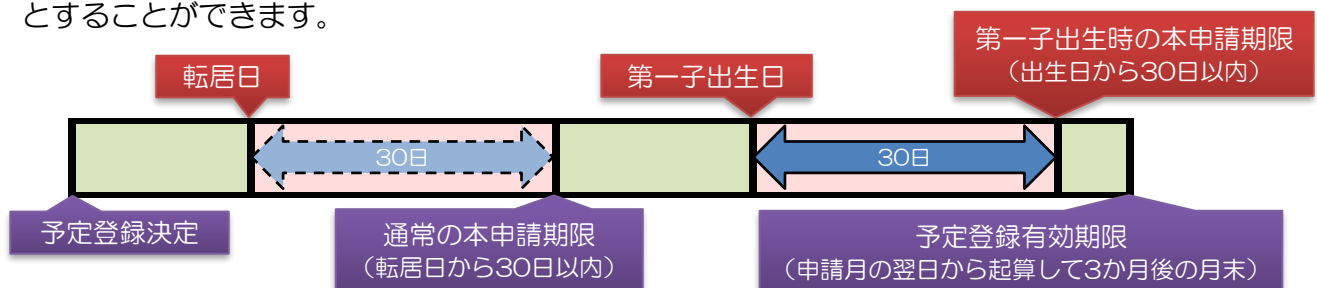 とすることができます。
第一子出生時の本申請期限
（出生日から30日以内）
転居日
第一子出生日
30日
30日
予定登録決定
通常の本申請期限
（転居日から30日以内）
予定登録有効期限
（申請月の翌日から起算して3か月後の月末）